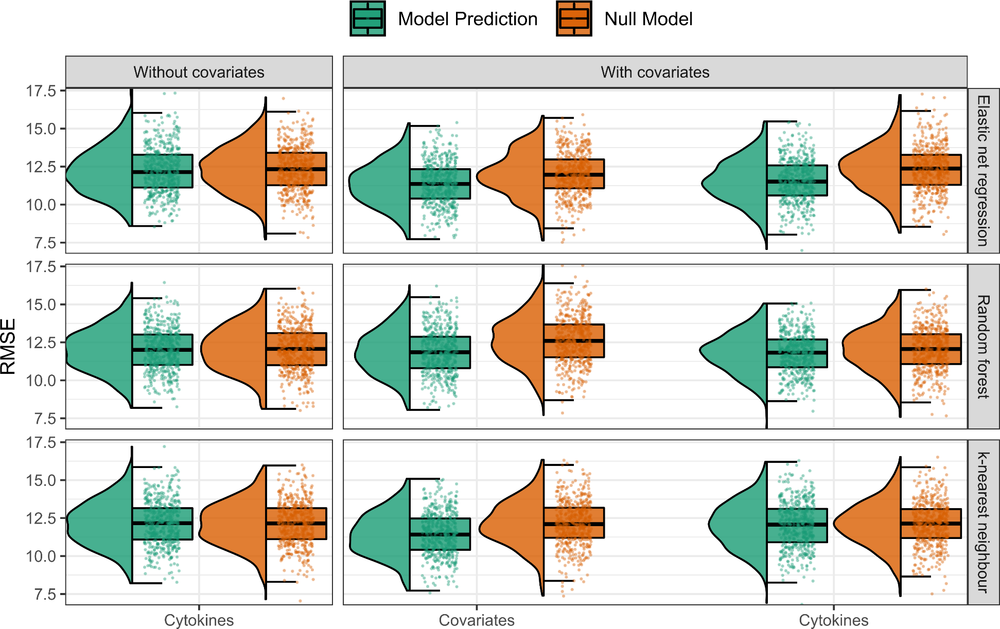 Model Prediction
Null Model
Without covariates
With covariates
17.5
15.0
12.5
10.0
7.5
Elastic net regression
17.5
15.0
12.5
10.0
7.5
Random forest
17.5
15.0
12.5
10.0
7.5
k-nearest neighbour
RMSE
Cytokines
Covariates
Cytokines